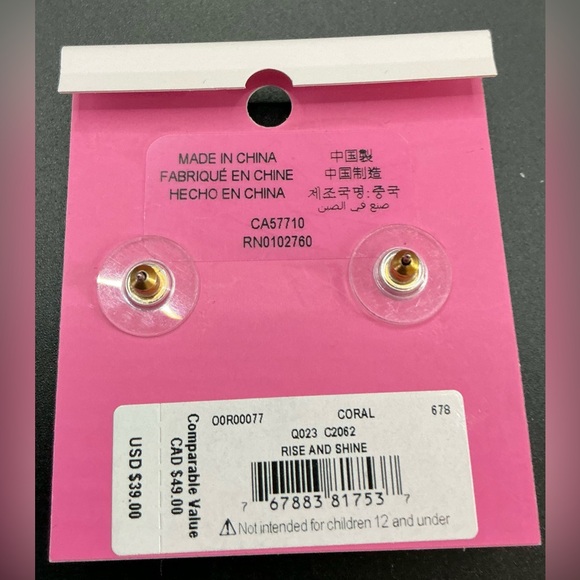 MADE IN CHINA
FABRIQUÉ EN CHINE
HECHO EN CHINA
中国製
中国制造
제조국명:중국
صنع في الصين
CA57710
RN0102760
USD $39.00
Comparable Value
CAD $49.00
O0R00077 CORAL 678
Q023 C2062
RISE AND SHINE
7 67883 81753 7
Not intended for children 12 and under